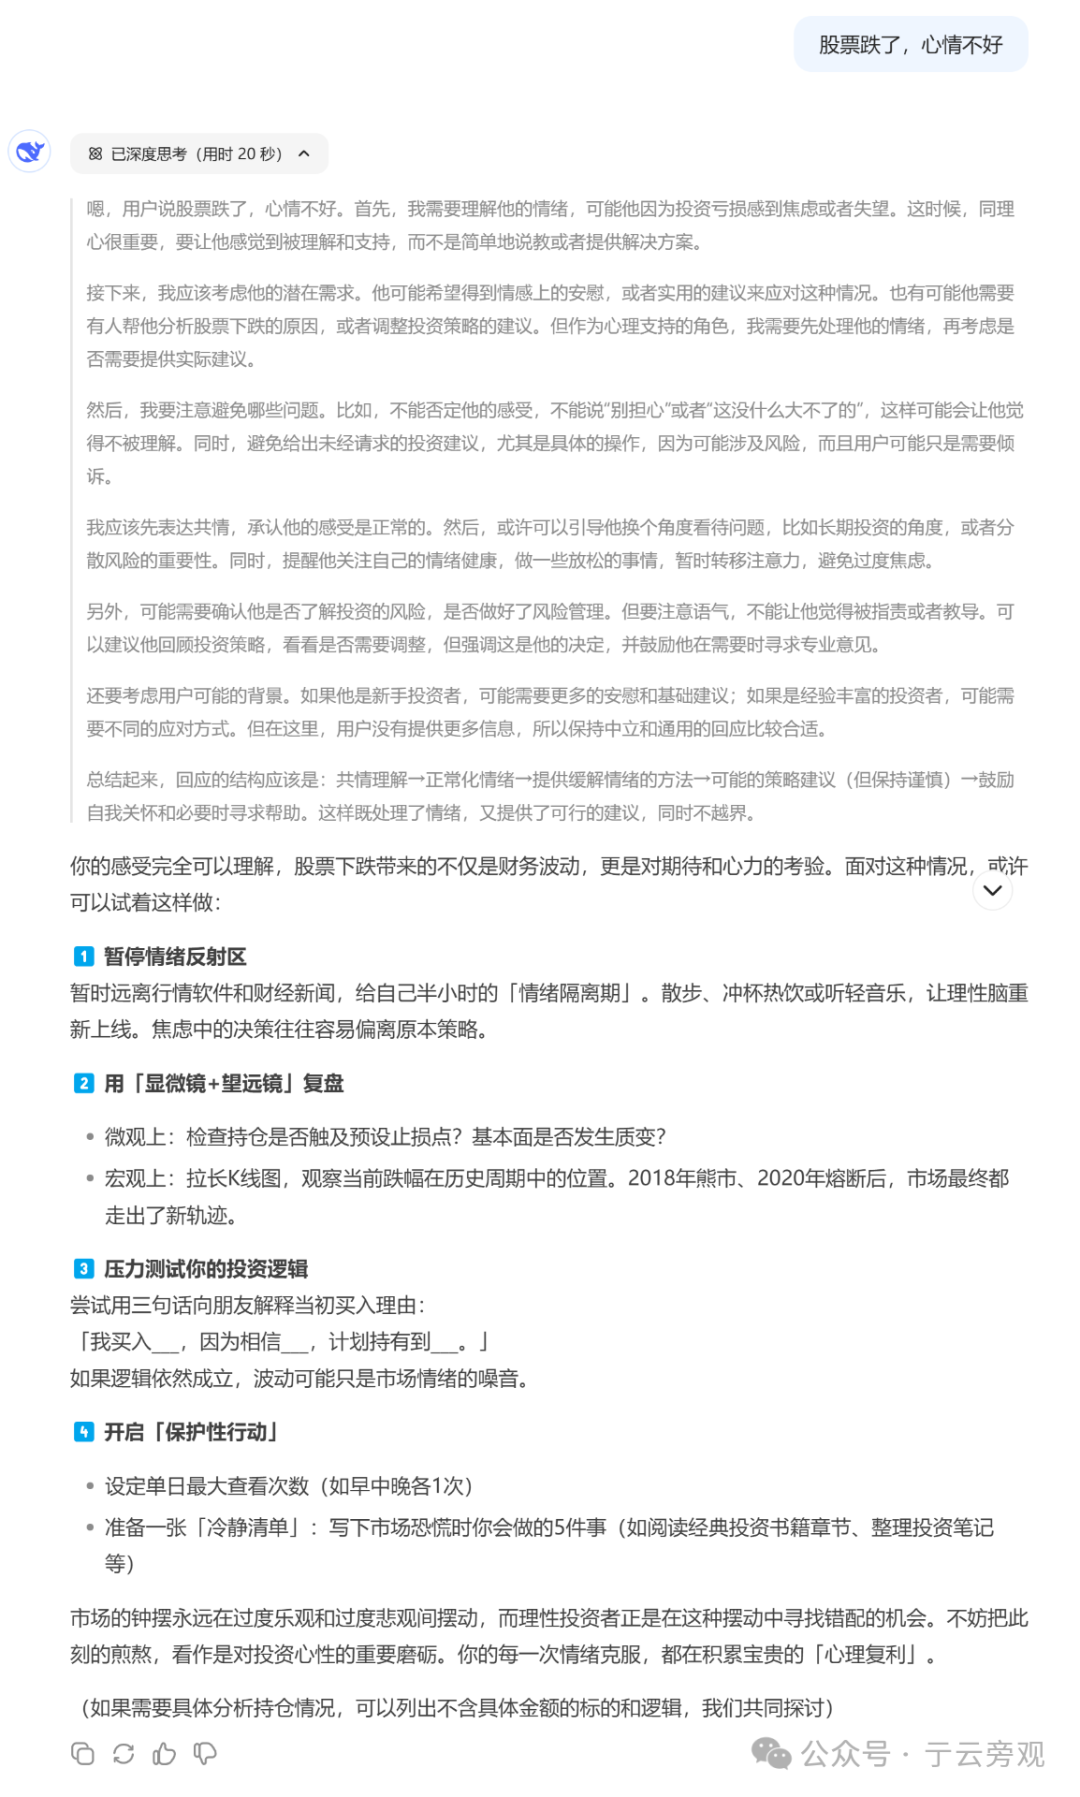 股票跌了，心情不好
已深度思考（用时 20 秒）
嗯，用户说股票跌了，心情不好。首先，我需要理解他的情绪，可能他因为投资亏损感到焦虑或者失望。这时候，同理
心很重要，要让他感觉到被理解和支持，而不是简单地说教或者提供解决方案。
接下来，我应该考虑他的潜在需求。他可能希望得到情感上的安慰，或者实用的建议来应对这种情况。也有可能他需要
有人帮他分析股票下跌的原因，或者调整投资策略的建议。但作为心理支持的角色，我需要先处理他的情绪，再考虑是
否需要提供实际建议。
然后，我要注意避免哪些问题。比如，不能否定他的感受，不能说“别担心”或者“这没什么大不了的”，这样可能会让他觉
得不被理解。同时，避免给出未经请求的投资建议，尤其是具体的操作，因为可能涉及风险，而且用户可能只是需要倾
诉。
我应该先表达共情，承认他的感受是正常的。然后，或许可以引导他换个角度看待问题，比如长期投资的角度，或者分
散风险的重要性。同时，提醒他关注自己的情绪健康，做一些放松的事情，暂时转移注意力，避免过度焦虑。
另外，可能需要确认他是否了解投资的风险，是否做好了风险管理。但要注意语气，不能让他觉得被指责或者教导。可
以建议他回顾投资策略，看看是否需要调整，但强调这是他的决定，并鼓励他在需要时寻求专业意见。
还要考虑用户可能的背景。如果他是新手投资者，可能需要更多的安慰和基础建议；如果是经验丰富的投资者，可能需
要不同的应对方式。但在这里，用户没有提供更多信息，所以保持中立和通用的回应比较合适。
总结起来，回应的结构应该是：共情理解→正常化情绪→提供缓解情绪的方法→可能的策略建议（但保持谨慎）→鼓励
自我关怀和必要时寻求帮助。这样既处理了情绪，又提供了可行的建议，同时不越界。
你的感受完全可以理解，股票下跌带来的不仅是财务波动，更是对期待和心力的考验。面对这种情况，或许
可以试着这样做：
1 暂停情绪反射区
暂时远离行情软件和财经新闻，给自己半小时的「情绪隔离期」。散步、冲杯热饮或听轻音乐，让理性脑重
新上线。焦虑中的决策往往容易偏离原本策略。
2 用「显微镜+望远镜」复盘
• 微观上：检查持仓是否触及预设止损点？基本面是否发生质变？
• 宏观上：拉长K线图，观察当前跌幅在历史周期中的位置。2018年熊市、2020年熔断后，市场最终都
走出了新轨迹。
3 压力测试你的投资逻辑
尝试用三句话向朋友解释当初买入理由：
「我买入___，因为相信___，计划持有到___。」
如果逻辑依然成立，波动可能只是市场情绪的噪音。
4 开启「保护性行动」
• 设定单日最大查看次数（如早中晚各1次）
• 准备一张「冷静清单」：写下市场恐慌时你会做的5件事（如阅读经典投资书籍章节、整理投资笔记
等）
市场的钟摆永远在过度乐观和过度悲观间摆动，而理性投资者正是在这种摆动中寻找错配的机会。不妨把此
刻的煎熬，看作是对投资心性的重要磨砺。你的每一次情绪克服，都在积累宝贵的「心理复利」。
（如果需要具体分析持仓情况，可以列出不含具体金额的标的和逻辑，我们共同探讨）
公众号 · 亍云旁观